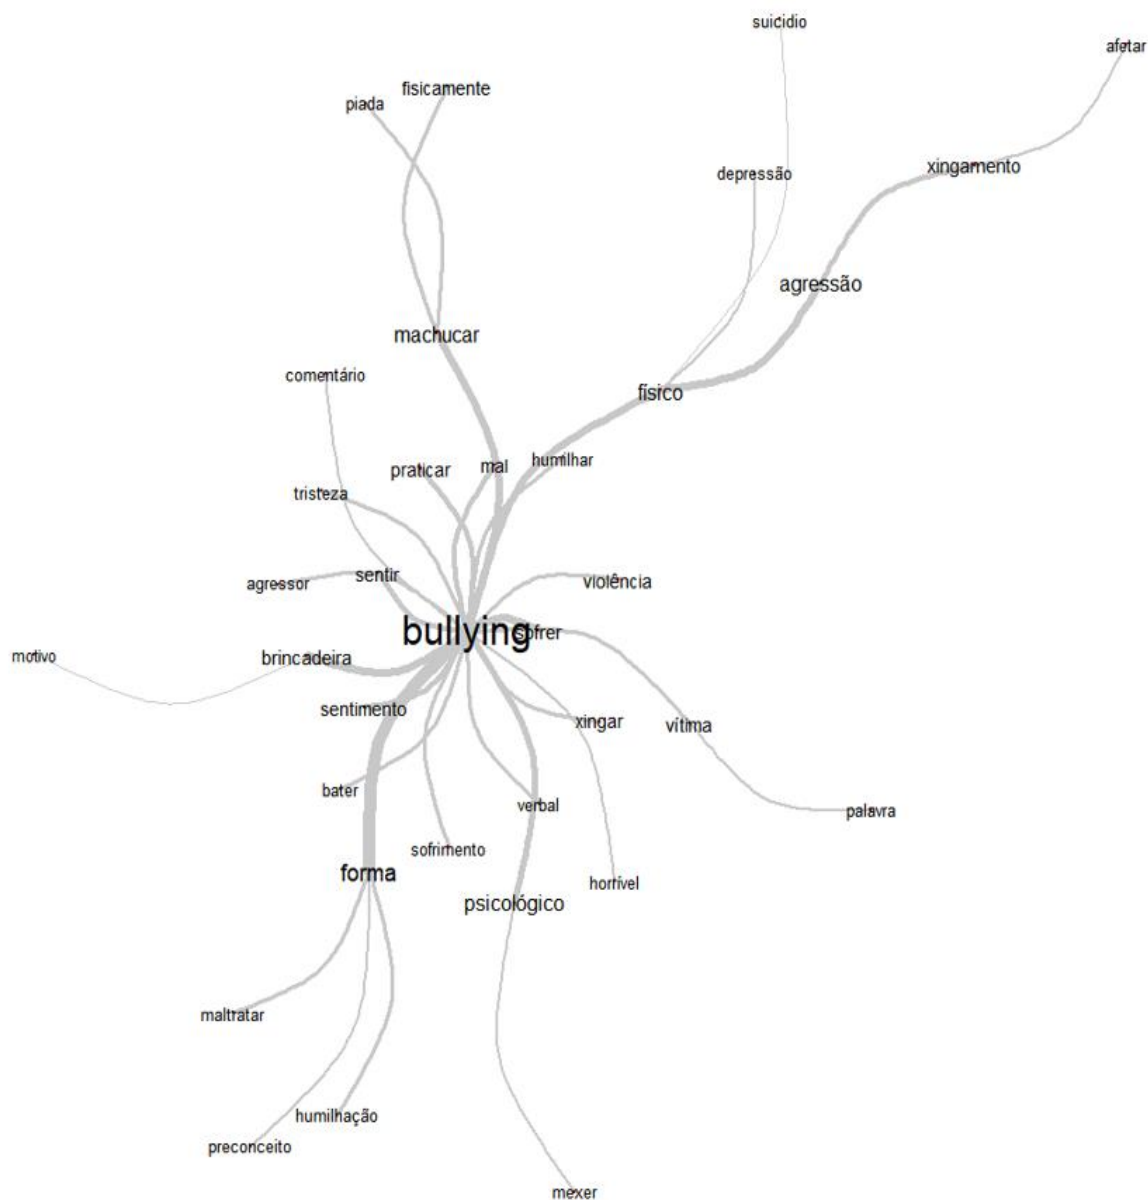 suicidio
afetar
fisicamente
piada
xingamento
depressão
agressão
machucar
comentário
físico
humilhar
mal
praticar
tristeza
sentir
agressor
violência
bullying
sofrer
motivo
brincadeira
sentimento
xingar
vítima
bater
verbal
palavra
sofrimento
forma
horrível
psicológico
maltratar
humilhação
preconceito
mexer